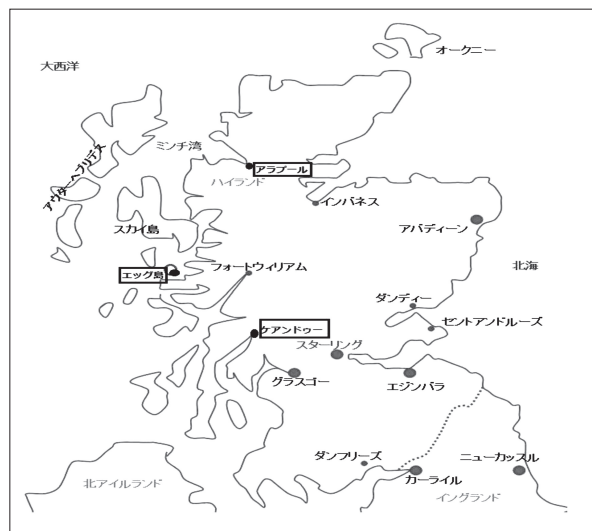 オークニー
大西洋
アウターヘブリデス
ミンチ湾
アラプール
ハイランド
インバネス
スカイ島
アバディーン
エッグ島
フォートウィリアム
北海
ダンディー
セントアンドルーズ
ケアンドゥー
スターリング
グラスゴー
エジンバラ
ダンフリーズ
ニューカッスル
カーライル
北アイルランド
イングランド